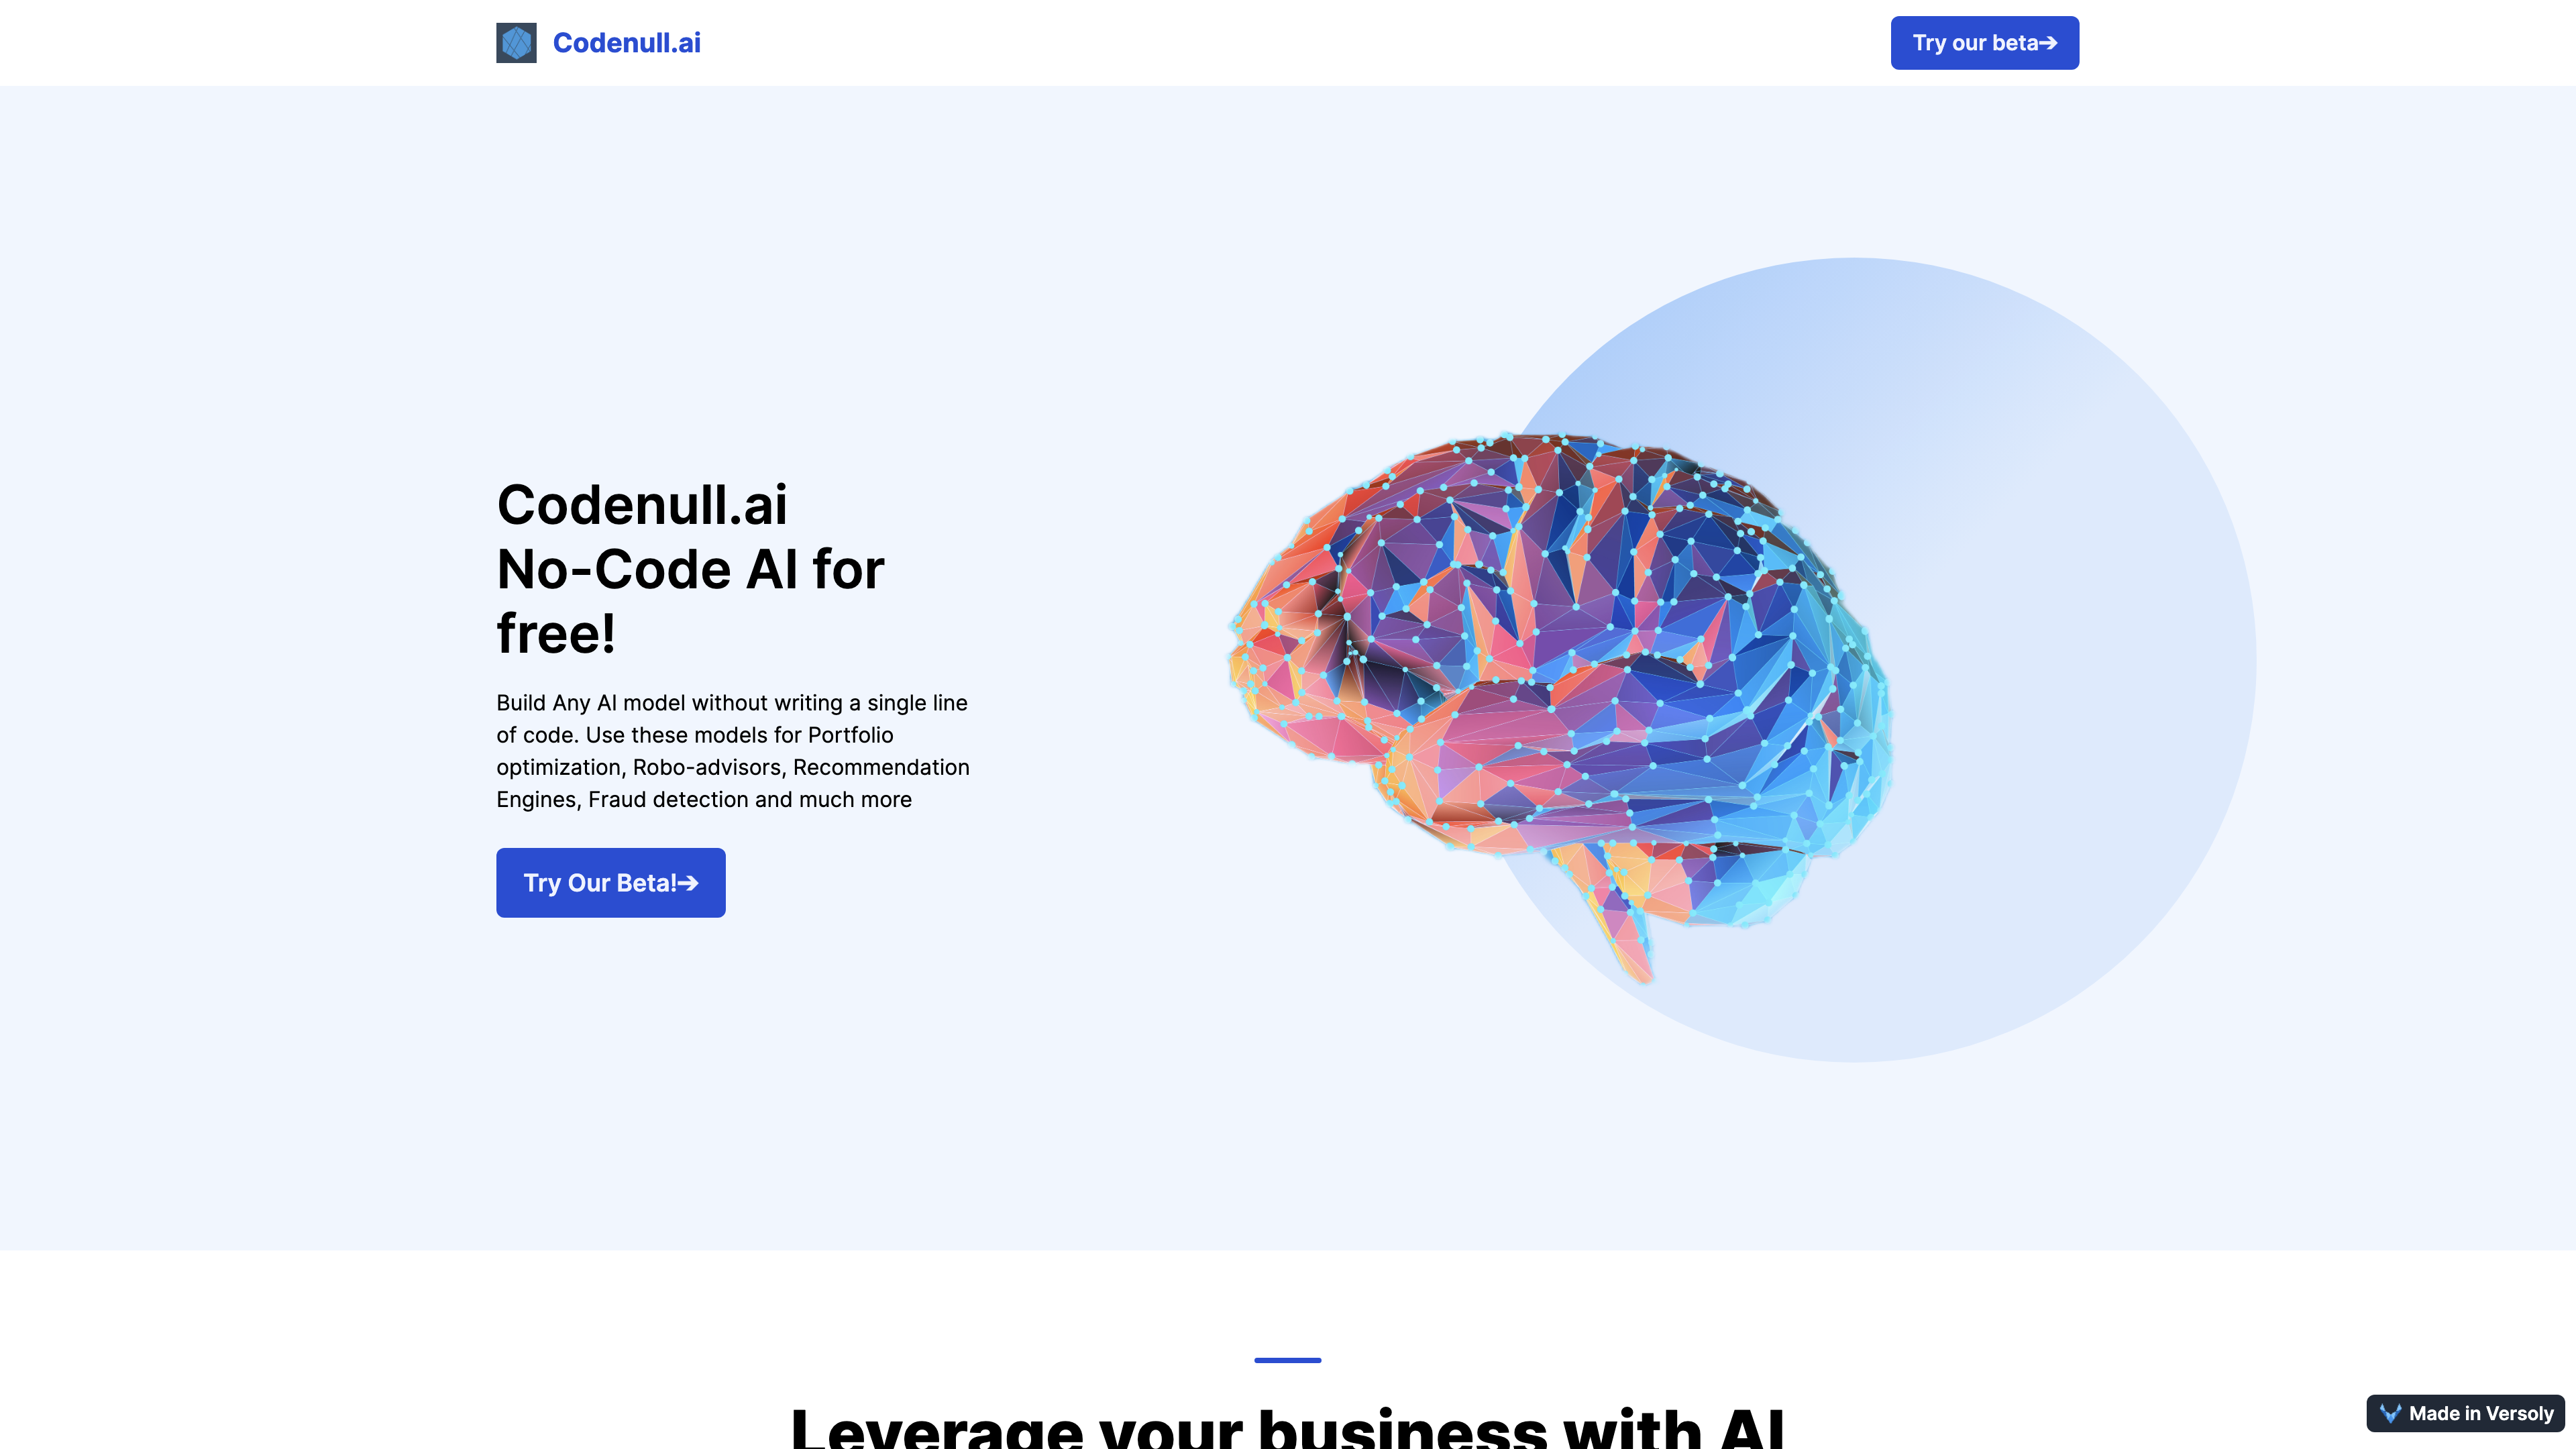 Codenull.ai
Try our beta➔
Codenull.ai
No-Code AI for
free!
Build Any AI model without writing a single line
of code. Use these models for Portfolio
optimization, Robo-advisors, Recommendation
Engines, Fraud detection and much more
Try Our Beta!➔
Leverage your business with AI
Made in Versoly